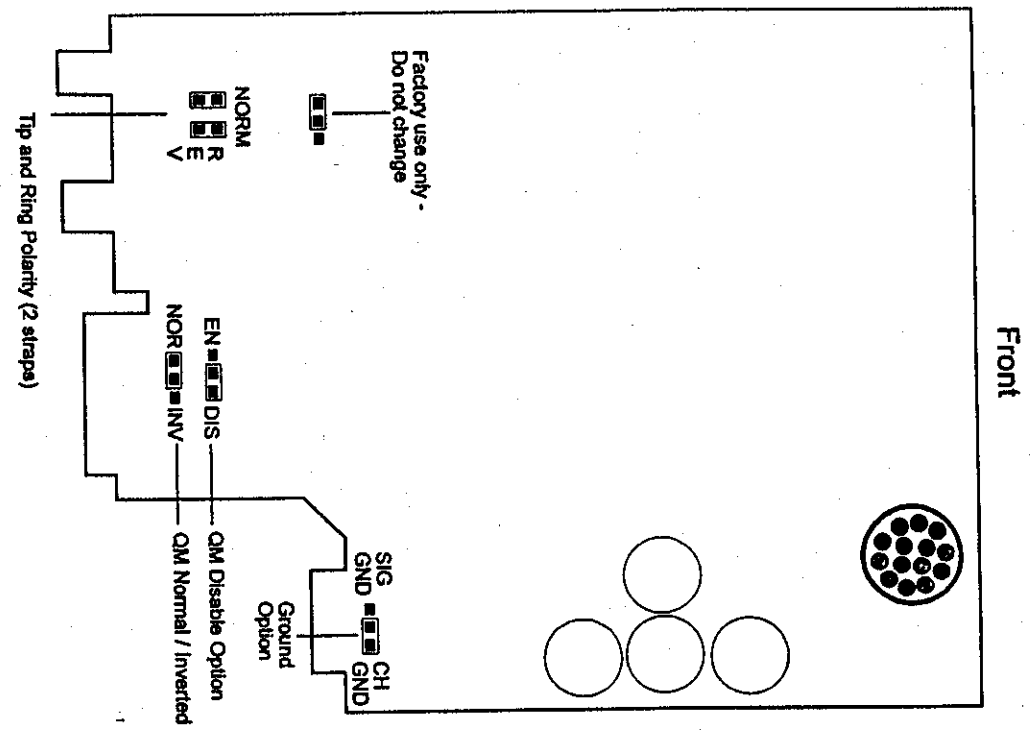 Front
Factory use only -
Do not change
NORM
R
E
V
Tip and Ring Polarity (2 straps)
EN
DIS
QM Disable Option
NOR
INV
QM Normal / Inverted
SIG
GND
Ground
Option
CH
GND